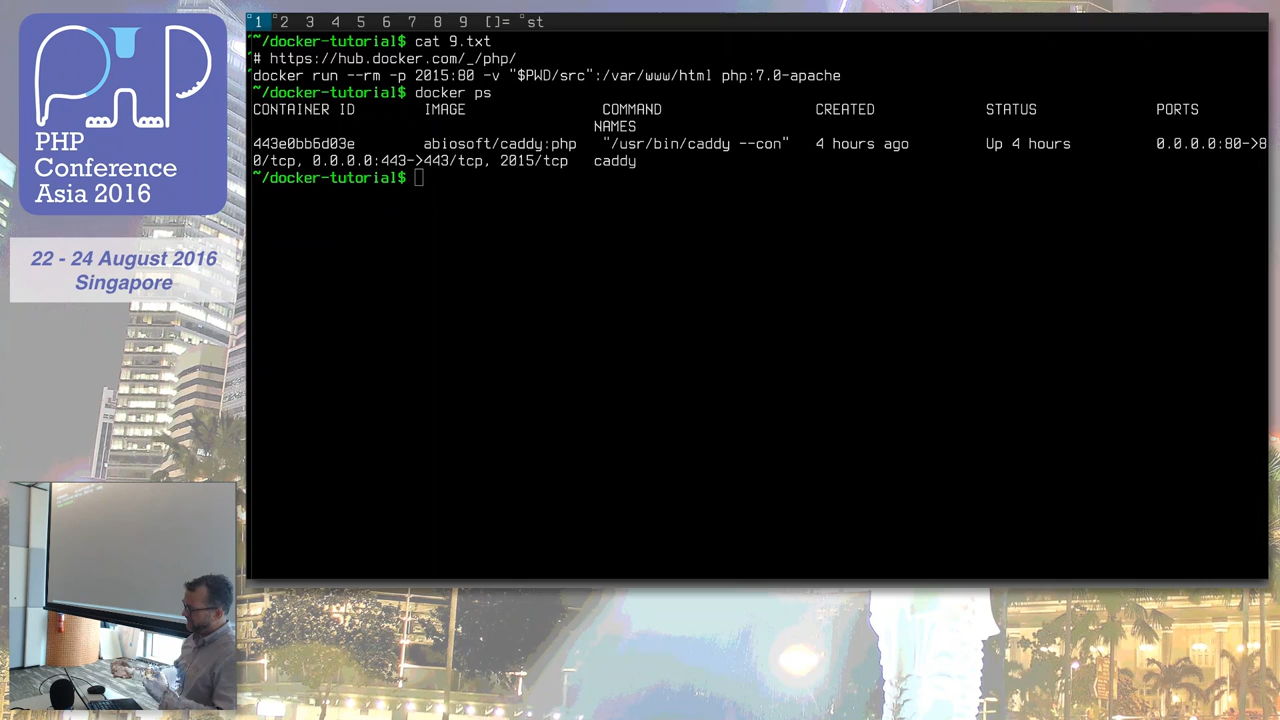 PHP
Conference
Asia 2016
22 - 24 August 2016
Singapore
1 2 3 4 5 6 7 8 9 []= st
~/docker-tutorial$ cat 9.txt
# https://hub.docker.com/_/php/
docker run --rm -p 2015:80 -v "$PWD/src":/var/www/html php:7.0-apache
~/docker-tutorial$ docker ps
CONTAINER ID IMAGE COMMAND CREATED STATUS PORTS
NAMES
443e0bb6d03e abiosoft/caddy:php "/usr/bin/caddy --con" 4 hours ago Up 4 hours 0.0.0.0:80->8
0/tcp, 0.0.0.0:443->443/tcp, 2015/tcp caddy
~/docker-tutorial$